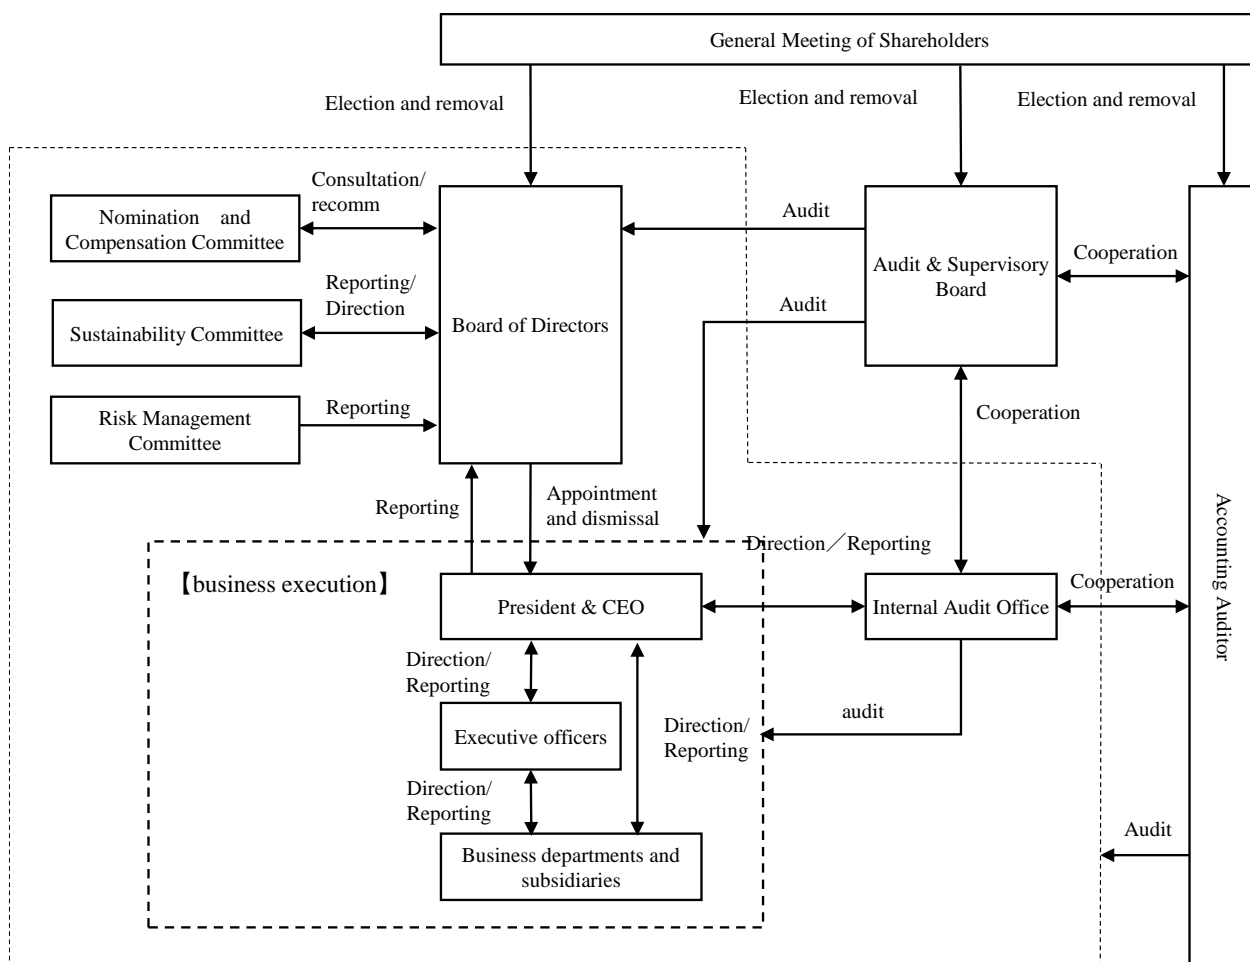 General Meeting of Shareholders
Election and removal
Election and removal
Election and removal
Consultation/
recomm
Nomination and
Compensation Committee
Audit
Audit & Supervisory
Board
Cooperation
Reporting/
Direction
Sustainability Committee
Board of Directors
Audit
Reporting
Risk Management
Committee
Cooperation
Reporting
Appointment
and dismissal
Direction／Reporting
【business execution】
President & CEO
Internal Audit Office
Cooperation
Accounting Auditor
Direction/
Reporting
Executive officers
Direction/
Reporting
audit
Direction/
Reporting
Business departments and
subsidiaries
Audit